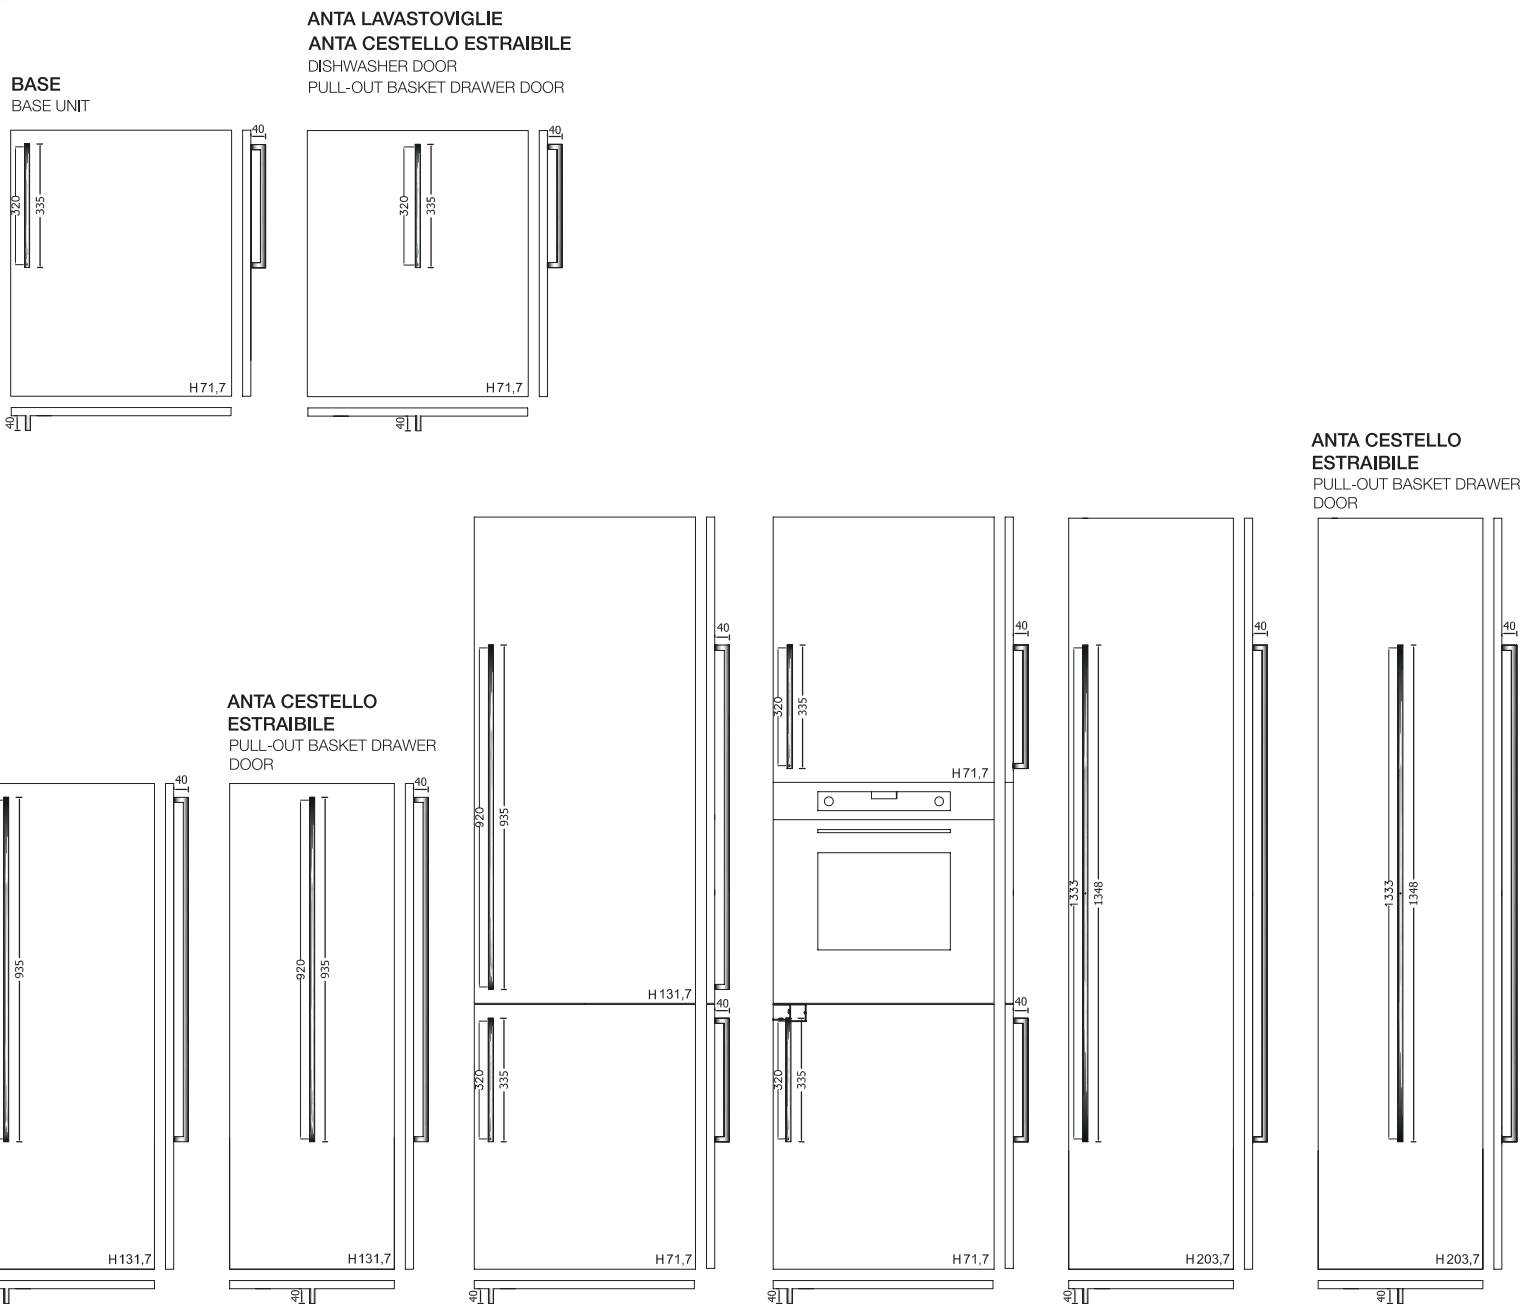 ANTA LAVASTOVIGLIE
ANTA CESTELLO ESTRAIBILE
DISHWASHER DOOR
PULL-OUT BASKET DRAWER DOOR
BASE
BASE UNIT
40
320
335
H71,7
40
40
320
335
H71,7
40
ANTA CESTELLO
ESTRAIBILE
PULL-OUT BASKET DRAWER
DOOR
ANTA CESTELLO
ESTRAIBILE
PULL-OUT BASKET DRAWER
DOOR
40
935
H131,7
40
920
935
H131,7
40
40
920
935
H131,7
40
320
335
H71,7
40
40
320
335
H71,7
40
320
335
H71,7
40
40
1333
1348
H203,7
40
40
1333
1348
H203,7
40